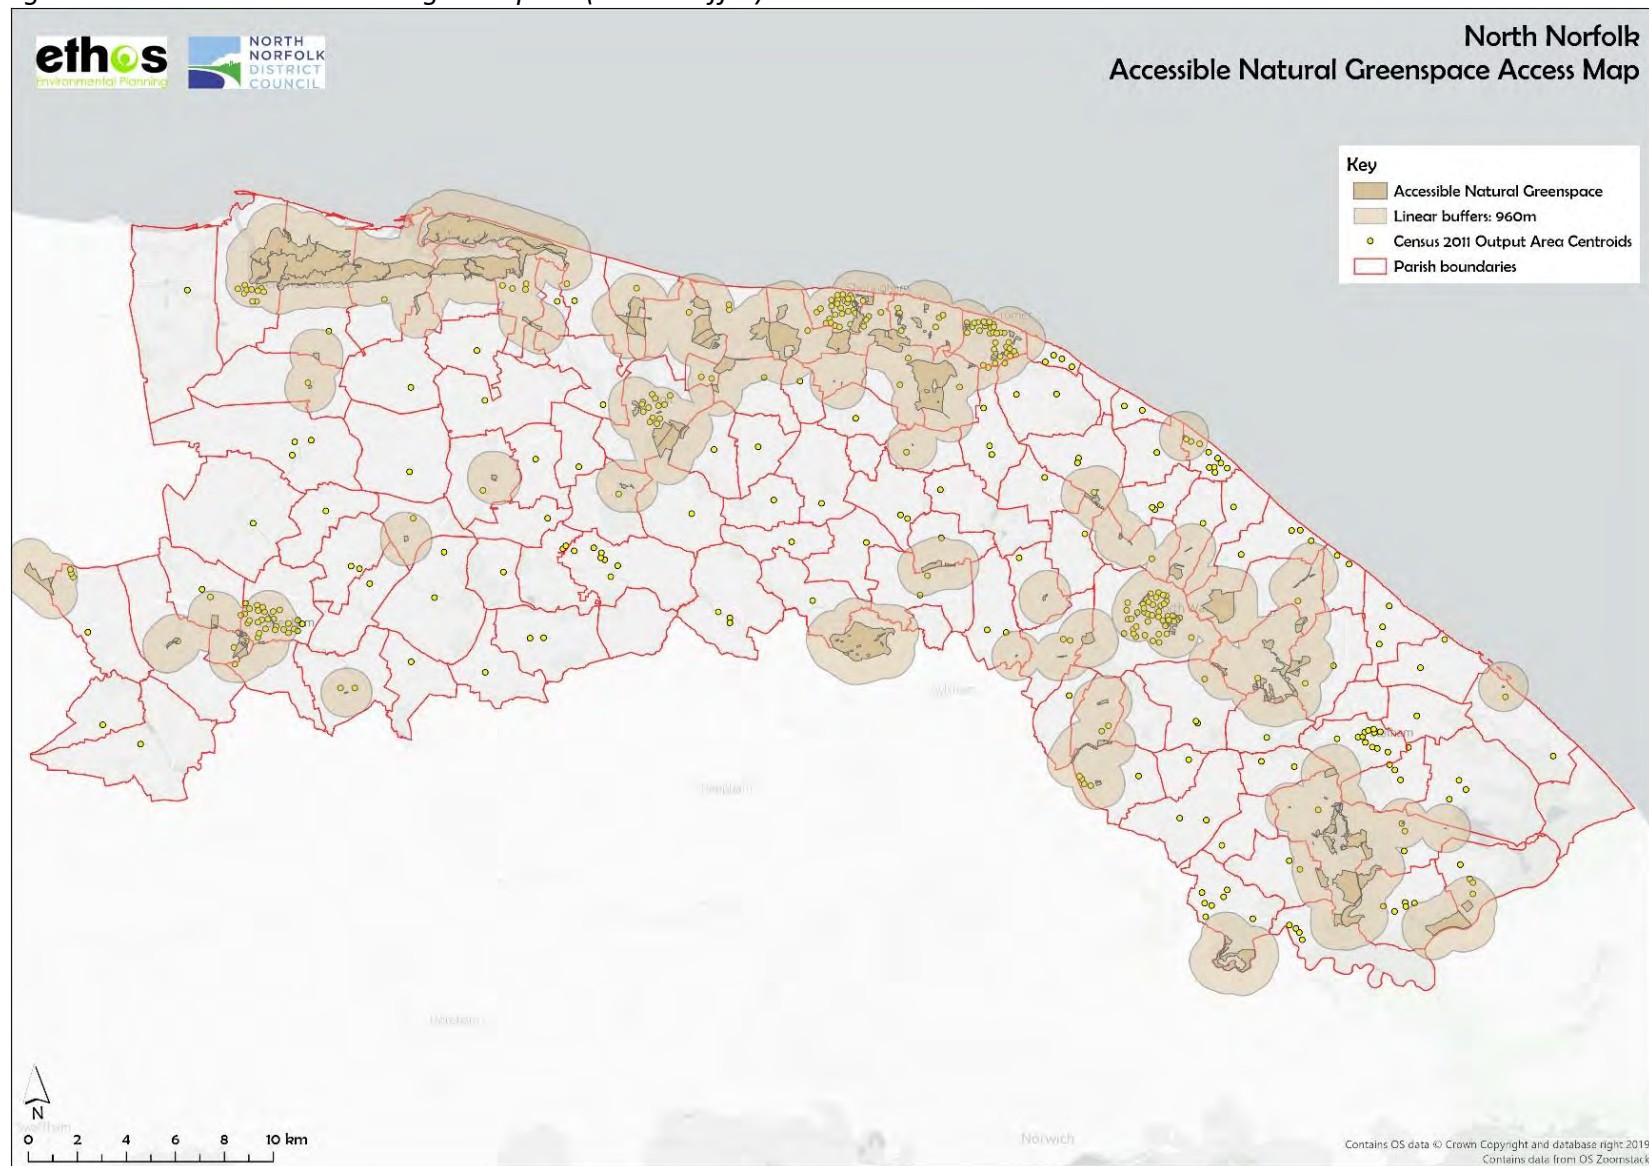 ethos
Environmental Planning
NORTH
NORFOLK
DISTRICT
COUNCIL
North Norfolk
Accessible Natural Greenspace Access Map
Key
Accessible Natural Greenspace
Linear buffers: 960m
Census 2011 Output Area Centroids
Parish boundaries
Norwich
N
0 2 4 6 8 10 km
Contains OS data © Crown Copyright and database right 2019
Contains data from OS Zoomstack